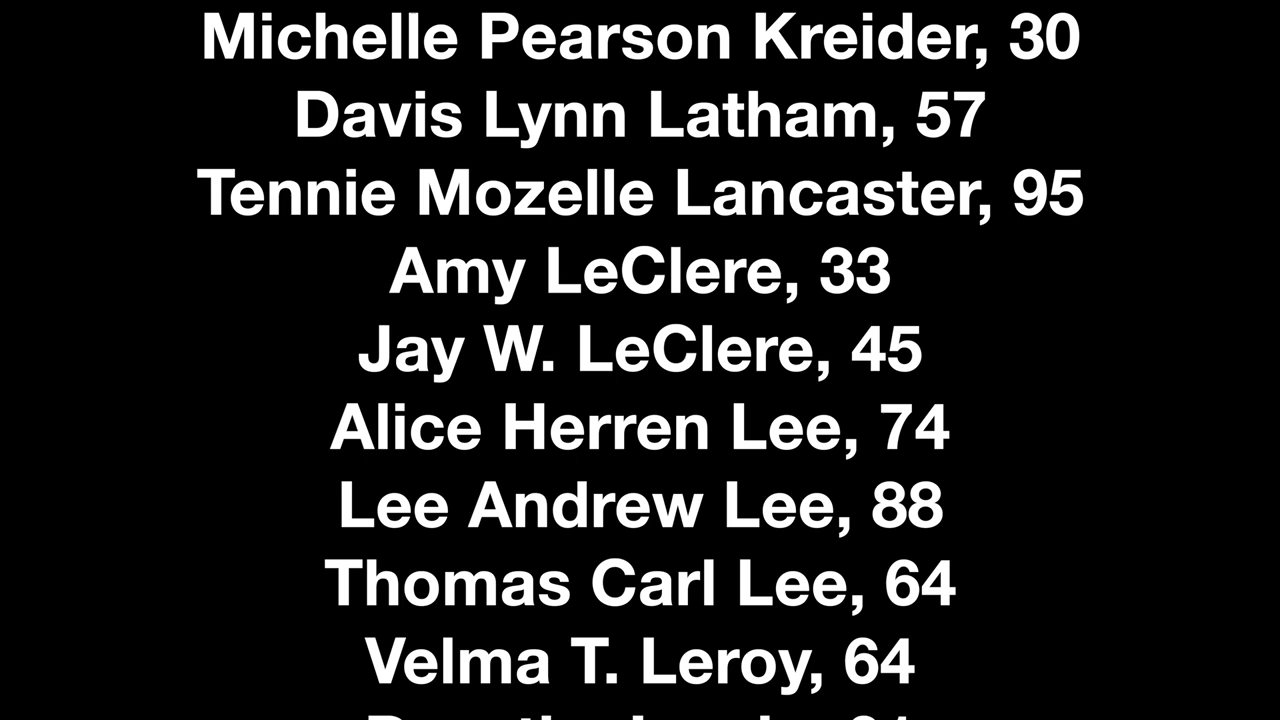 Michelle Pearson Kreider, 30
Davis Lynn Latham, 57
Tennie Mozelle Lancaster, 95
Amy LeClere, 33
Jay W. LeClere, 45
Alice Herren Lee, 74
Lee Andrew Lee, 88
Thomas Carl Lee, 64
Velma T. Leroy, 64